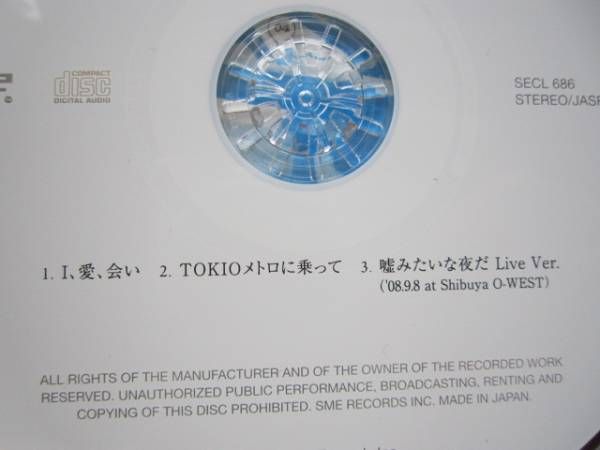 COMPACT
disc
DIGITAL AUDIO
SECL 686
STEREO/JASR
1. I、愛、会い 2. TOKIOメトロに乗って 3. 嘘みたいな夜だ Live Ver.
('08.9.8 at Shibuya O-WEST)
ALL RIGHTS OF THE MANUFACTURER AND OF THE OWNER OF THE RECORDED WORK
RESERVED. UNAUTHORIZED PUBLIC PERFORMANCE, BROADCASTING, RENTING AND
COPYING OF THIS DISC PROHIBITED. SME RECORDS INC. MADE IN JAPAN.